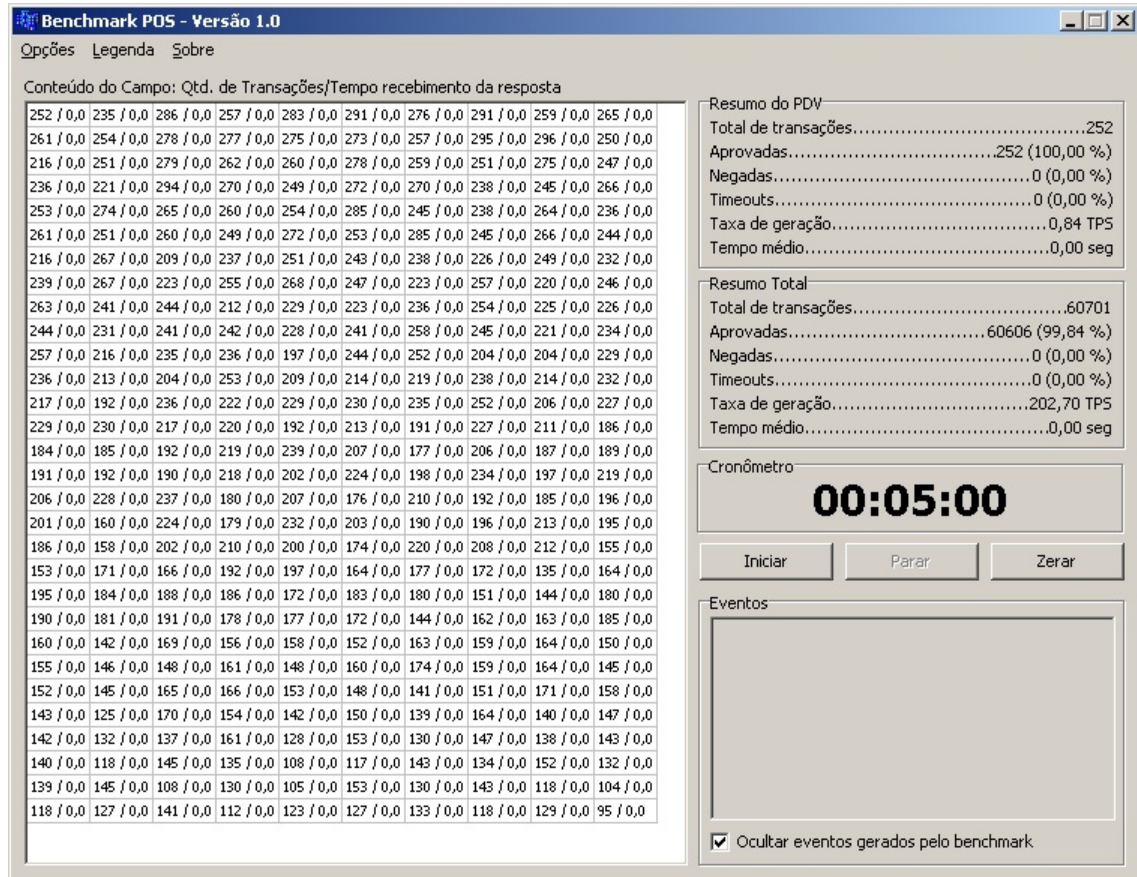 Benchmark POS - Versão 1.0
Opções Legenda Sobre
Conteúdo do Campo: Qtd. de Transações/Tempo recebimento da resposta
252 / 0,0 235 / 0,0 286 / 0,0 257 / 0,0 283 / 0,0 291 / 0,0 276 / 0,0 291 / 0,0 259 / 0,0 265 / 0,0
261 / 0,0 254 / 0,0 278 / 0,0 277 / 0,0 275 / 0,0 273 / 0,0 257 / 0,0 295 / 0,0 296 / 0,0 250 / 0,0
216 / 0,0 251 / 0,0 279 / 0,0 262 / 0,0 260 / 0,0 278 / 0,0 259 / 0,0 251 / 0,0 275 / 0,0 247 / 0,0
236 / 0,0 221 / 0,0 294 / 0,0 270 / 0,0 249 / 0,0 272 / 0,0 270 / 0,0 238 / 0,0 245 / 0,0 266 / 0,0
253 / 0,0 274 / 0,0 265 / 0,0 260 / 0,0 254 / 0,0 285 / 0,0 245 / 0,0 238 / 0,0 264 / 0,0 236 / 0,0
261 / 0,0 251 / 0,0 260 / 0,0 249 / 0,0 272 / 0,0 253 / 0,0 285 / 0,0 245 / 0,0 266 / 0,0 244 / 0,0
216 / 0,0 267 / 0,0 209 / 0,0 237 / 0,0 251 / 0,0 243 / 0,0 238 / 0,0 226 / 0,0 249 / 0,0 232 / 0,0
239 / 0,0 267 / 0,0 223 / 0,0 255 / 0,0 268 / 0,0 247 / 0,0 223 / 0,0 257 / 0,0 220 / 0,0 246 / 0,0
263 / 0,0 241 / 0,0 244 / 0,0 212 / 0,0 229 / 0,0 223 / 0,0 236 / 0,0 254 / 0,0 225 / 0,0 226 / 0,0
244 / 0,0 231 / 0,0 241 / 0,0 242 / 0,0 228 / 0,0 241 / 0,0 258 / 0,0 245 / 0,0 221 / 0,0 234 / 0,0
257 / 0,0 216 / 0,0 235 / 0,0 236 / 0,0 197 / 0,0 244 / 0,0 252 / 0,0 204 / 0,0 204 / 0,0 229 / 0,0
236 / 0,0 213 / 0,0 204 / 0,0 253 / 0,0 209 / 0,0 214 / 0,0 219 / 0,0 238 / 0,0 214 / 0,0 232 / 0,0
217 / 0,0 192 / 0,0 236 / 0,0 222 / 0,0 229 / 0,0 230 / 0,0 235 / 0,0 252 / 0,0 206 / 0,0 227 / 0,0
229 / 0,0 230 / 0,0 217 / 0,0 220 / 0,0 192 / 0,0 213 / 0,0 191 / 0,0 227 / 0,0 211 / 0,0 186 / 0,0
184 / 0,0 185 / 0,0 192 / 0,0 219 / 0,0 239 / 0,0 207 / 0,0 177 / 0,0 206 / 0,0 187 / 0,0 189 / 0,0
191 / 0,0 192 / 0,0 190 / 0,0 218 / 0,0 202 / 0,0 224 / 0,0 198 / 0,0 234 / 0,0 197 / 0,0 219 / 0,0
206 / 0,0 228 / 0,0 237 / 0,0 180 / 0,0 207 / 0,0 176 / 0,0 210 / 0,0 192 / 0,0 185 / 0,0 196 / 0,0
201 / 0,0 160 / 0,0 224 / 0,0 179 / 0,0 232 / 0,0 203 / 0,0 190 / 0,0 196 / 0,0 213 / 0,0 195 / 0,0
186 / 0,0 158 / 0,0 202 / 0,0 210 / 0,0 200 / 0,0 174 / 0,0 220 / 0,0 208 / 0,0 212 / 0,0 155 / 0,0
153 / 0,0 171 / 0,0 166 / 0,0 192 / 0,0 197 / 0,0 164 / 0,0 177 / 0,0 172 / 0,0 135 / 0,0 164 / 0,0
195 / 0,0 184 / 0,0 188 / 0,0 186 / 0,0 172 / 0,0 183 / 0,0 180 / 0,0 151 / 0,0 144 / 0,0 180 / 0,0
190 / 0,0 181 / 0,0 191 / 0,0 178 / 0,0 177 / 0,0 172 / 0,0 144 / 0,0 162 / 0,0 163 / 0,0 185 / 0,0
160 / 0,0 142 / 0,0 169 / 0,0 156 / 0,0 158 / 0,0 152 / 0,0 163 / 0,0 159 / 0,0 164 / 0,0 150 / 0,0
155 / 0,0 146 / 0,0 148 / 0,0 161 / 0,0 148 / 0,0 160 / 0,0 174 / 0,0 159 / 0,0 164 / 0,0 145 / 0,0
152 / 0,0 145 / 0,0 165 / 0,0 166 / 0,0 153 / 0,0 148 / 0,0 141 / 0,0 151 / 0,0 171 / 0,0 158 / 0,0
143 / 0,0 125 / 0,0 170 / 0,0 154 / 0,0 142 / 0,0 150 / 0,0 139 / 0,0 164 / 0,0 140 / 0,0 147 / 0,0
142 / 0,0 132 / 0,0 137 / 0,0 161 / 0,0 128 / 0,0 153 / 0,0 130 / 0,0 147 / 0,0 138 / 0,0 143 / 0,0
140 / 0,0 118 / 0,0 145 / 0,0 135 / 0,0 108 / 0,0 117 / 0,0 143 / 0,0 134 / 0,0 152 / 0,0 132 / 0,0
139 / 0,0 145 / 0,0 108 / 0,0 130 / 0,0 105 / 0,0 153 / 0,0 130 / 0,0 143 / 0,0 118 / 0,0 104 / 0,0
118 / 0,0 127 / 0,0 141 / 0,0 112 / 0,0 123 / 0,0 127 / 0,0 133 / 0,0 118 / 0,0 129 / 0,0 95 / 0,0
Resumo do PDV
Total de transações.......................................252
Aprovadas...................................252 (100,00 %)
Negadas...........................................0 (0,00 %)
Timeouts..........................................0 (0,00 %)
Taxa de geração....................................0,84 TPS
Tempo médio........................................0,00 seg
Resumo Total
Total de transações....................................60701
Aprovadas.................................60606 (99,84 %)
Negadas...........................................0 (0,00 %)
Timeouts..........................................0 (0,00 %)
Taxa de geração.................................202,70 TPS
Tempo médio........................................0,00 seg
Cronômetro
00:05:00
Iniciar Parar Zerar
Eventos
Ocultar eventos gerados pelo benchmark